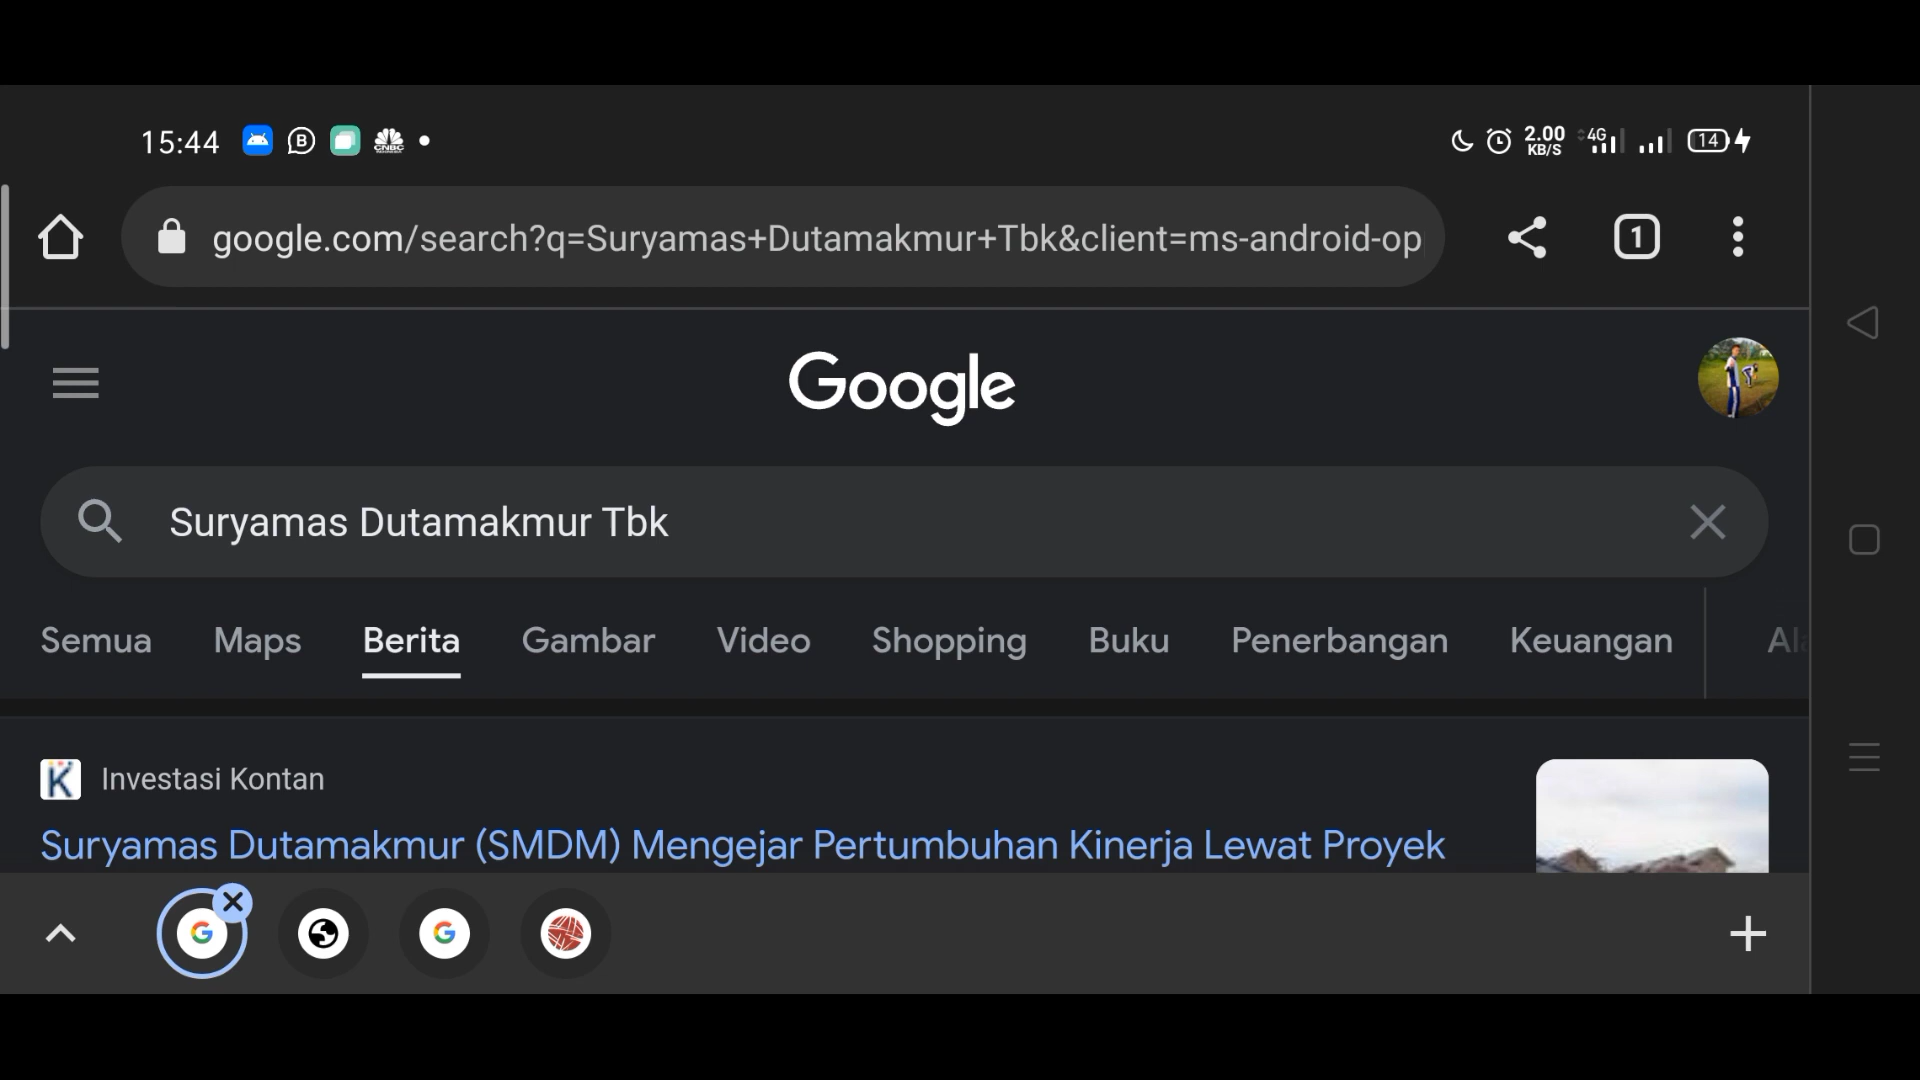 15:44 B CNBC 2.00 KB/S 4G 14
google.com/search?q=Suryamas+Dutamakmur+Tbk&client=ms-android-op 1
Google
Suryamas Dutamakmur Tbk
Semua Maps Berita Gambar Video Shopping Buku Penerbangan Keuangan
K Investasi Kontan
Suryamas Dutamakmur (SMDM) Mengejar Pertumbuhan Kinerja Lewat Proyek
G G